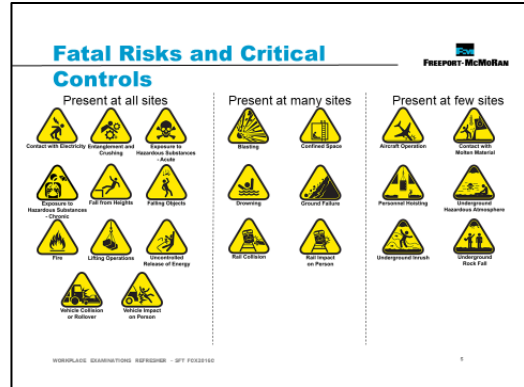 Fatal Risks and Critical
Controls
FCX
FREEPORT-McMoRAN
Present at all sites
Contact with Electricity
Entanglement and
Crushing
Exposure to
Hazardous Substances
- Acute
Exposure to
Hazardous Substances
- Chronic
Fall from Heights
Falling Objects
Fire
Lifting Operations
Uncontrolled
Release of Energy
Vehicle Collision
or Rollover
Vehicle Impact
on Person
Present at many sites
Blasting
Confined Space
Drowning
Ground Failure
Rail Collision
Rail Impact
on Person
Present at few sites
Aircraft Operation
Contact with
Molten Material
Personnel Hoisting
Underground
Hazardous Atmosphere
Underground Inrush
Underground
Rock Fall
WORKPLACE EXAMINATIONS REFRESHER - SFT FCX2016C